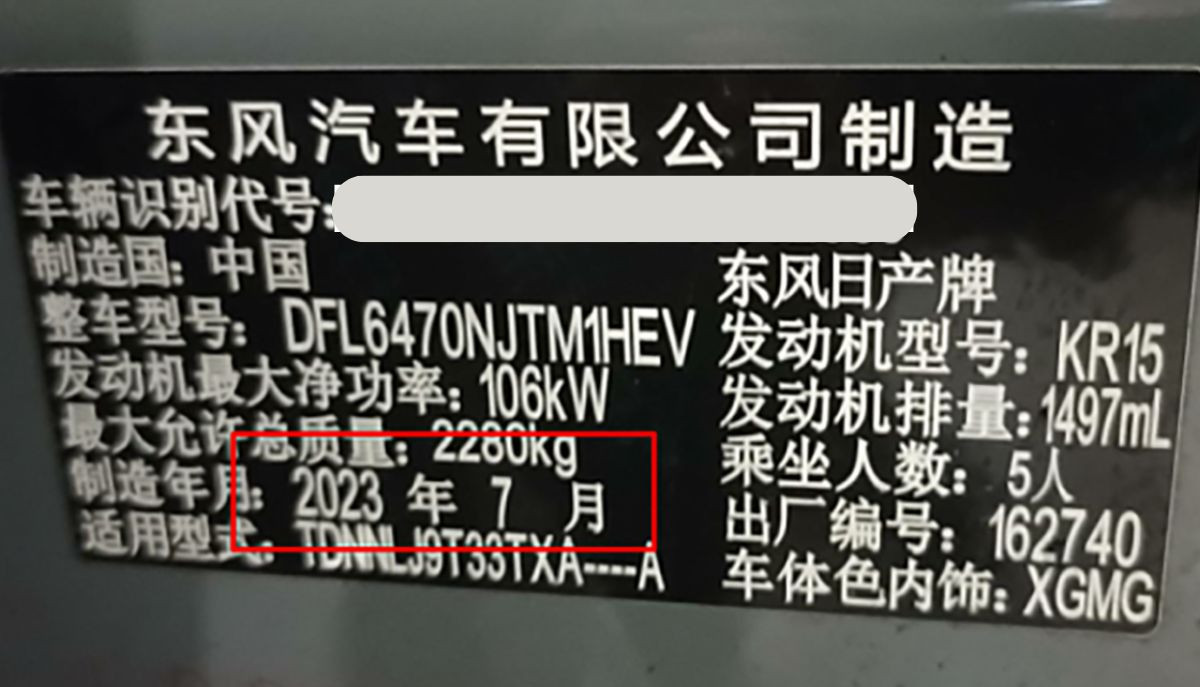 东风汽车有限公司制造
车辆识别代号:
制造国: 中国
东风日产牌
整车型号: DFL6470NJTM1HEV
发动机型号: KR15
发动机最大净功率: 106kW
发动机排量: 1497mL
最大允许总质量: 2280kg
乘坐人数: 5人
制造年月: 2023 年 7 月
出厂编号: 162740
适用型式: TDNNLJ9T33TXA----A
车体色内饰: XGMG